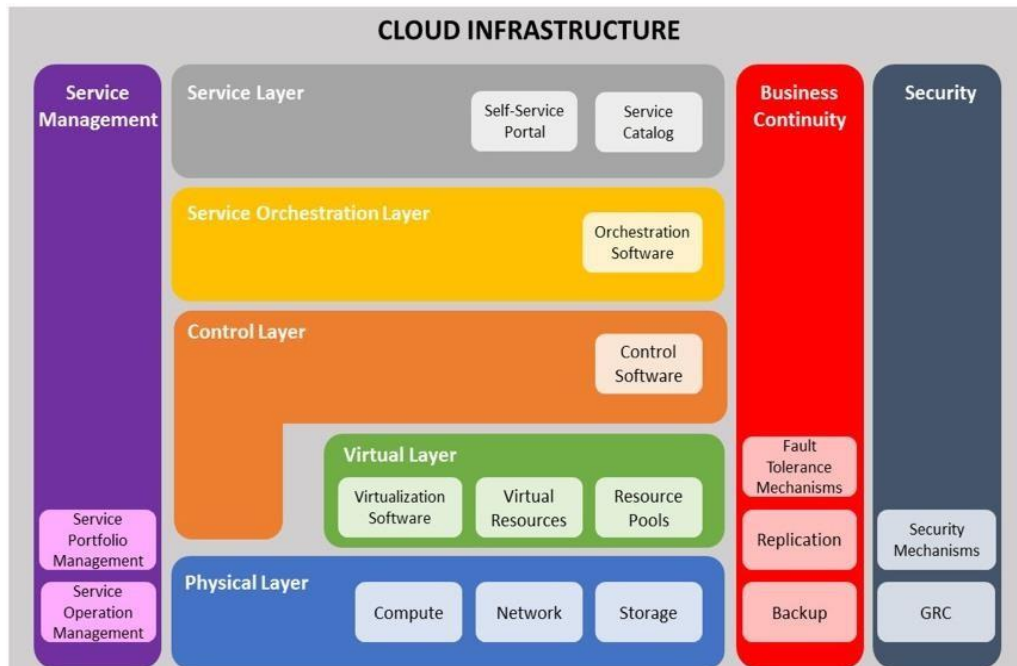 CLOUD INFRASTRUCTURE
Service
Management
Service
Portfolio
Management
Service
Operation
Management
Service Layer
Self-Service
Portal
Service
Catalog
Service Orchestration Layer
Orchestration
Software
Control Layer
Control
Software
Virtual Layer
Virtualization
Software
Virtual
Resources
Resource
Pools
Physical Layer
Compute
Network
Storage
Business
Continuity
Fault
Tolerance
Mechanisms
Replication
Backup
Security
Security
Mechanisms
GRC